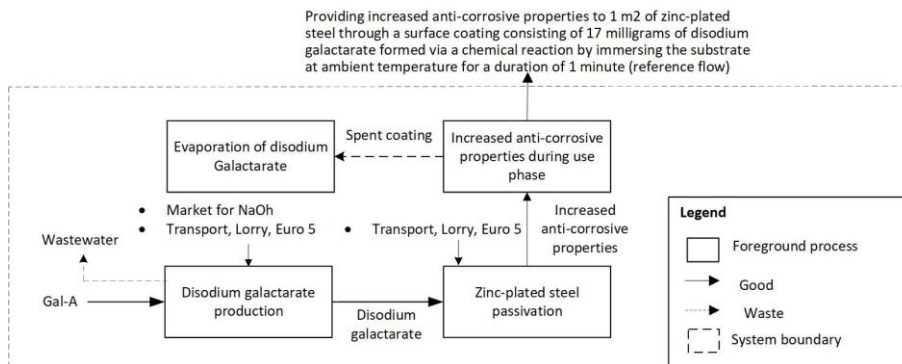 Providing increased anti-corrosive properties to 1 m2 of zinc-plated
steel through a surface coating consisting of 17 milligrams of disodium
galactarate formed via a chemical reaction by immersing the substrate
at ambient temperature for a duration of 1 minute (reference flow)
Spent coating
Evaporation of disodium
Galactarate
Increased anti-corrosive
properties during use
phase
• Market for NaOh
• Transport, Lorry, Euro 5
• Transport, Lorry, Euro 5
Increased
anti-corrosive
properties
Wastewater
Gal-A
Disodium galactarate
production
Disodium
galactarate
Zinc-plated steel
passivation
Legend
Foreground process
Good
Waste
System boundary